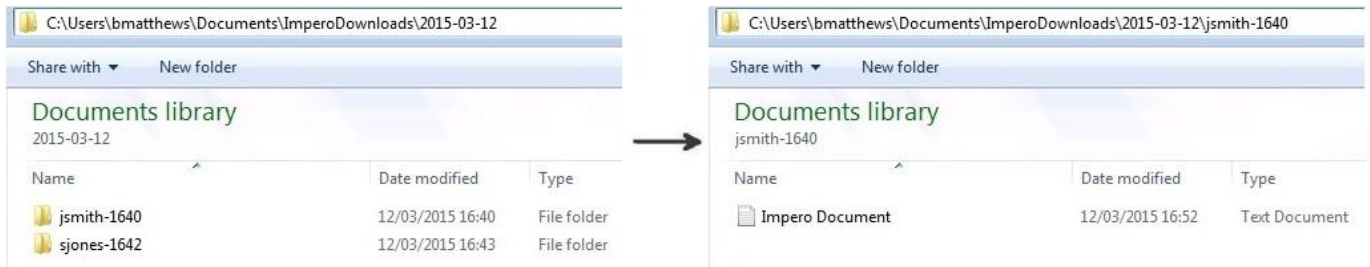 C:\Users\bmatthews\Documents\ImperoDownloads\2015-03-12
Share with New folder
Documents library
2015-03-12
Name Date modified Type
jsmith-1640 12/03/2015 16:40 File folder
sjones-1642 12/03/2015 16:43 File folder
C:\Users\bmatthews\Documents\ImperoDownloads\2015-03-12\jsmith-1640
Share with New folder
Documents library
jsmith-1640
Name Date modified Type
Impero Document 12/03/2015 16:52 Text Document